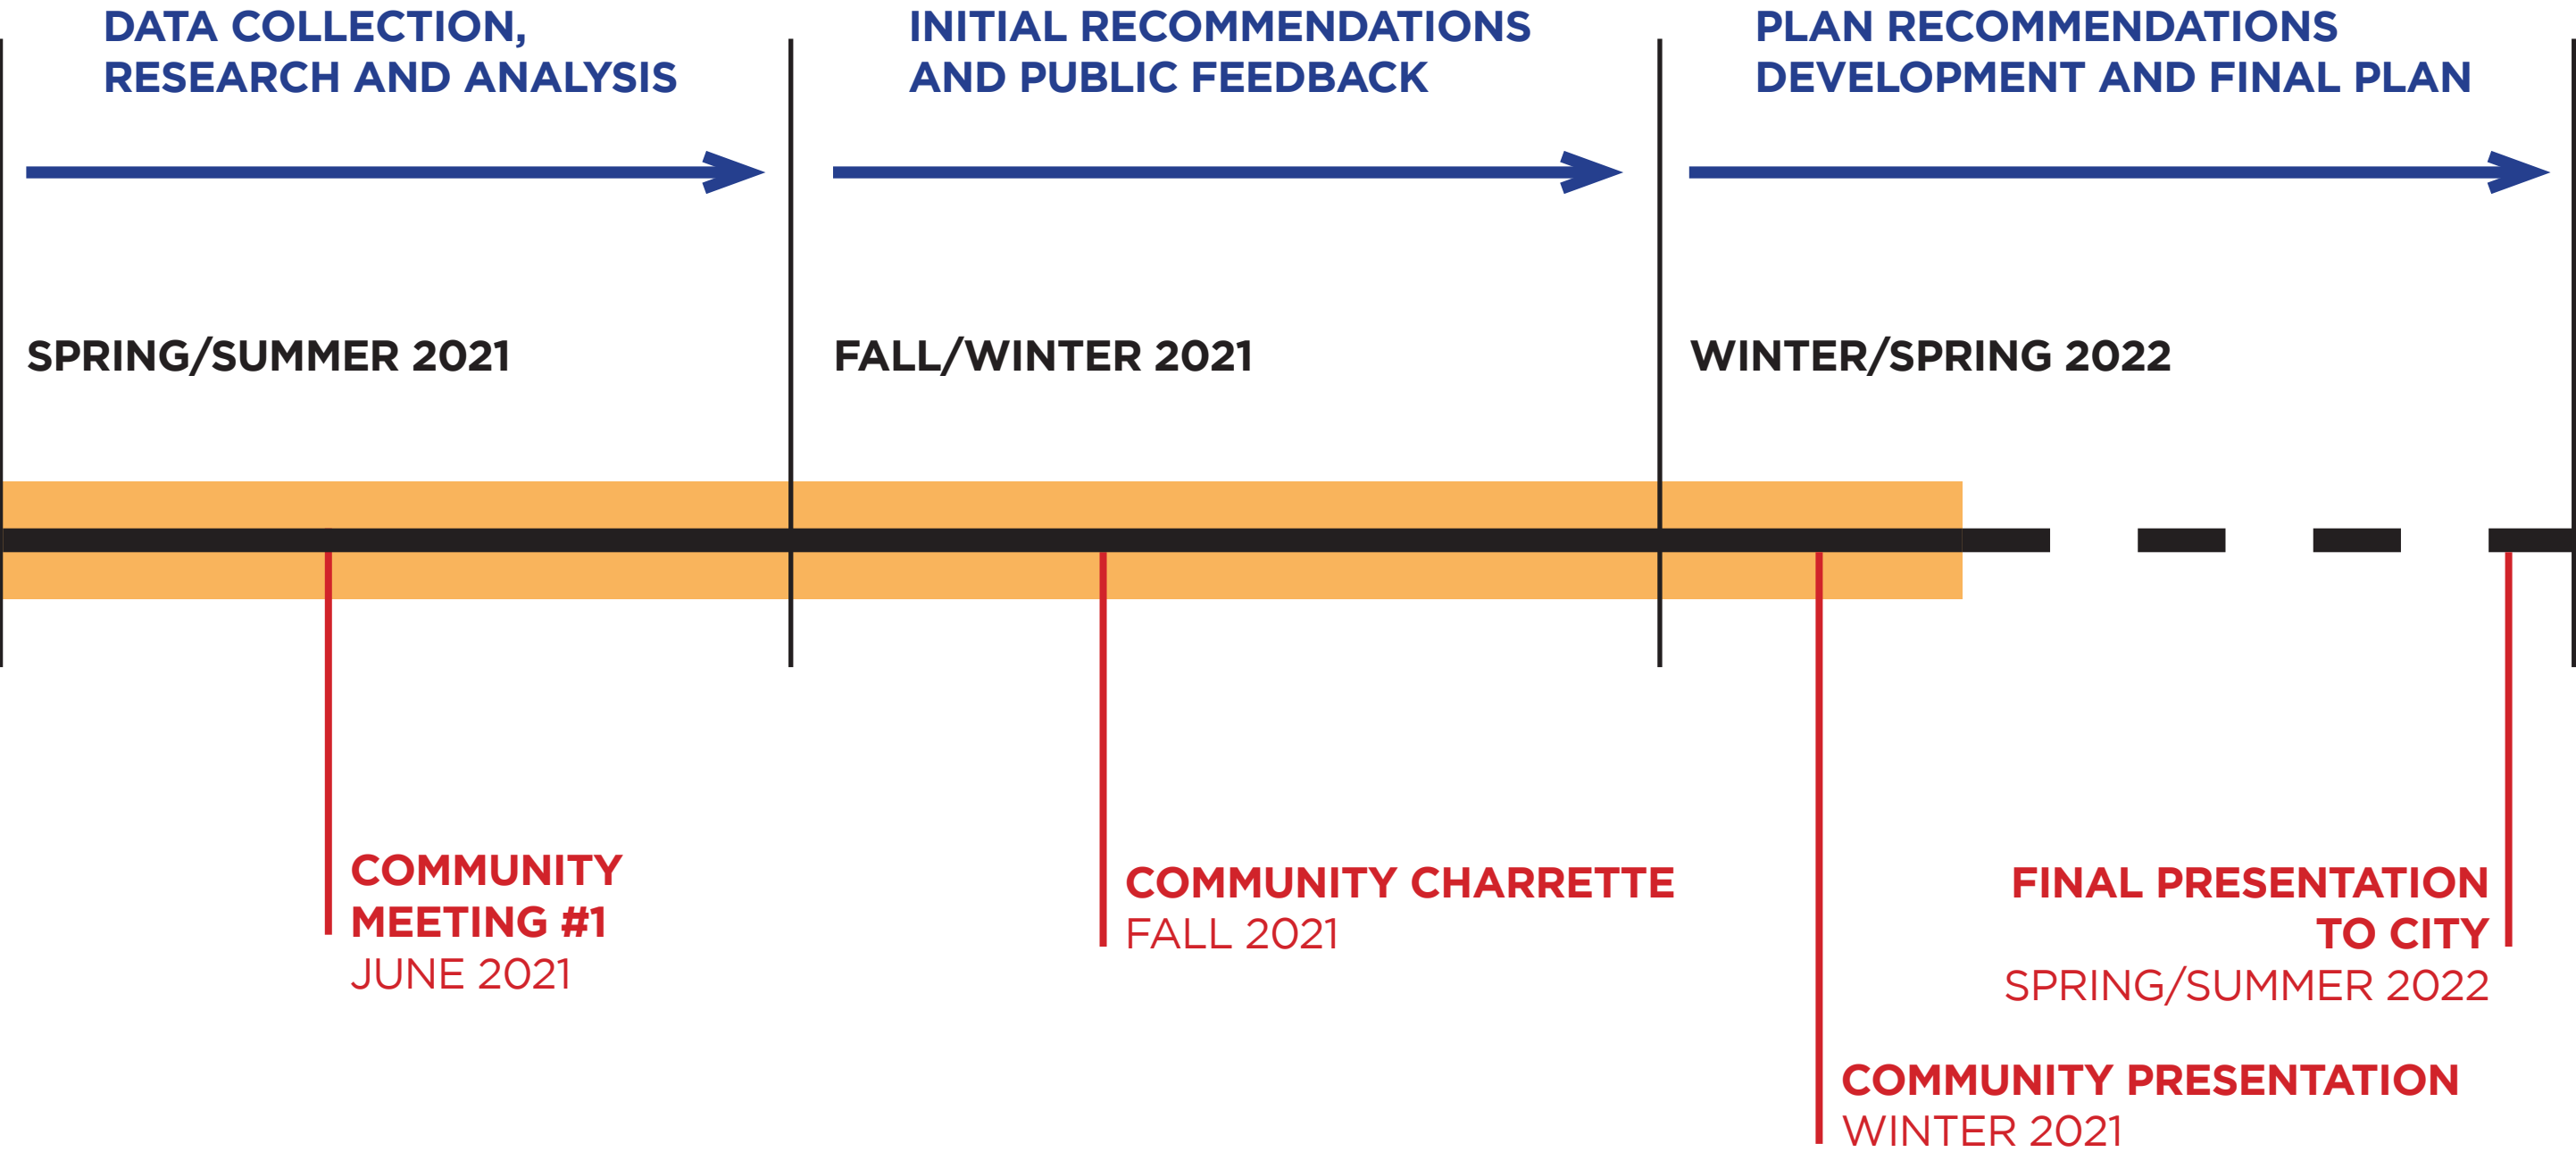 DATA COLLECTION,
RESEARCH AND ANALYSIS
INITIAL RECOMMENDATIONS
AND PUBLIC FEEDBACK
PLAN RECOMMENDATIONS
DEVELOPMENT AND FINAL PLAN
SPRING/SUMMER 2021
FALL/WINTER 2021
WINTER/SPRING 2022
COMMUNITY
MEETING #1
JUNE 2021
COMMUNITY CHARRETTE
FALL 2021
FINAL PRESENTATION
TO CITY
SPRING/SUMMER 2022
COMMUNITY PRESENTATION
WINTER 2021